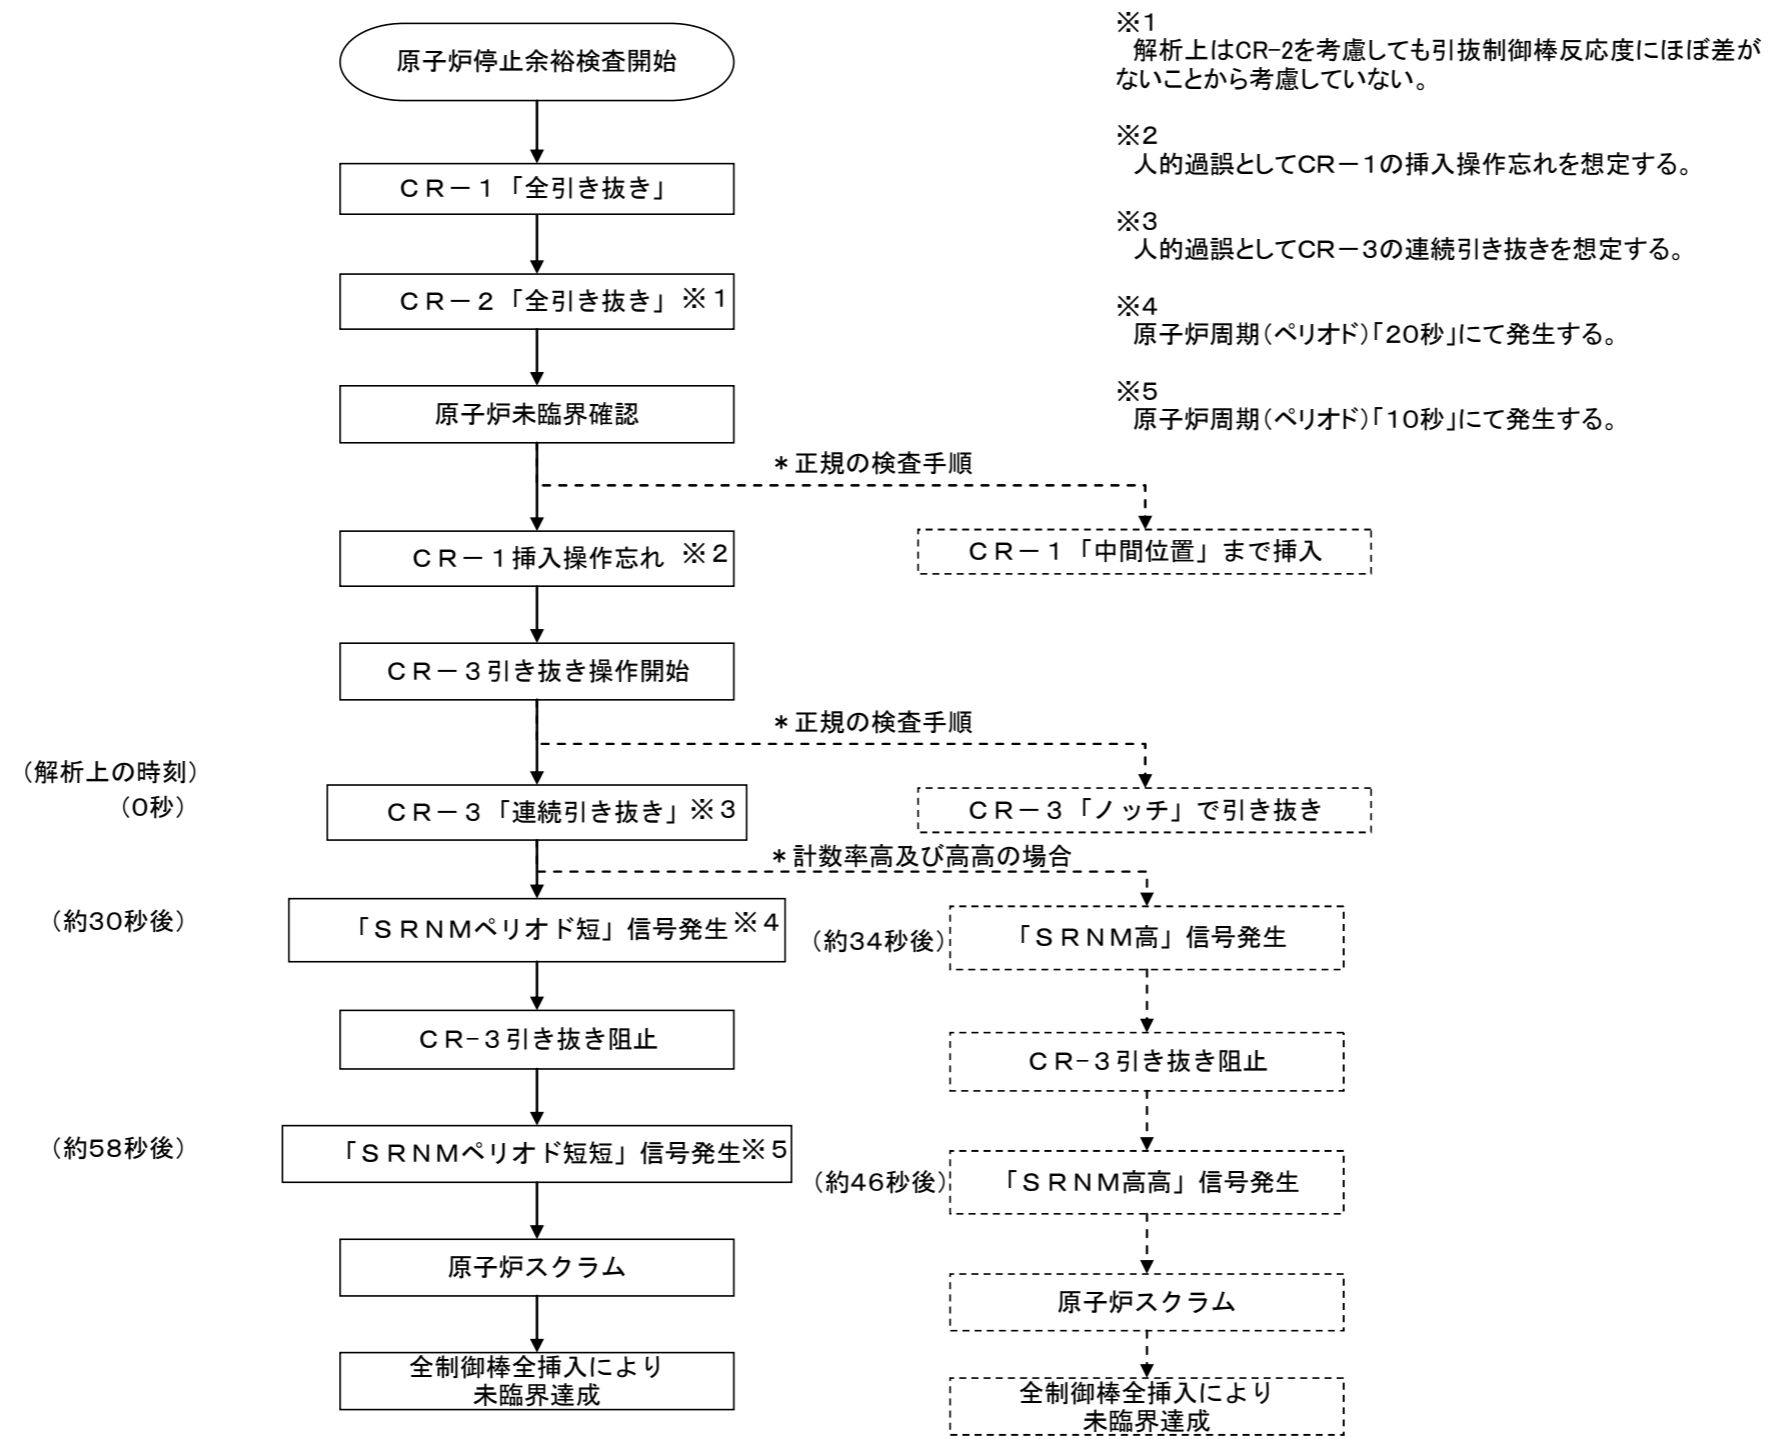 原子炉停止余裕検査開始
CR－1「全引き抜き」
CR－2「全引き抜き」※1
原子炉未臨界確認
＊正規の検査手順
CR－1挿入操作忘れ ※2
CR－1「中間位置」まで挿入
CR－3引き抜き操作開始
＊正規の検査手順
（解析上の時刻）
（0秒）
CR－3「連続引き抜き」※3
CR－3「ノッチ」で引き抜き
＊計数率高及び高高の場合
（約30秒後）
「SRNMペリオド短」信号発生※4
（約34秒後）
「SRNM高」信号発生
CR-3引き抜き阻止
CR-3引き抜き阻止
（約58秒後）
「SRNMペリオド短短」信号発生※5
（約46秒後）
「SRNM高高」信号発生
原子炉スクラム
原子炉スクラム
全制御棒全挿入により
未臨界達成
全制御棒全挿入により
未臨界達成
※1
解析上はCR-2を考慮しても引抜制御棒反応度にほぼ差が
ないことから考慮していない。
※2
人的過誤としてCR－1の挿入操作忘れを想定する。
※3
人的過誤としてCR－3の連続引き抜きを想定する。
※4
原子炉周期（ペリオド）「20秒」にて発生する。
※5
原子炉周期（ペリオド）「10秒」にて発生する。